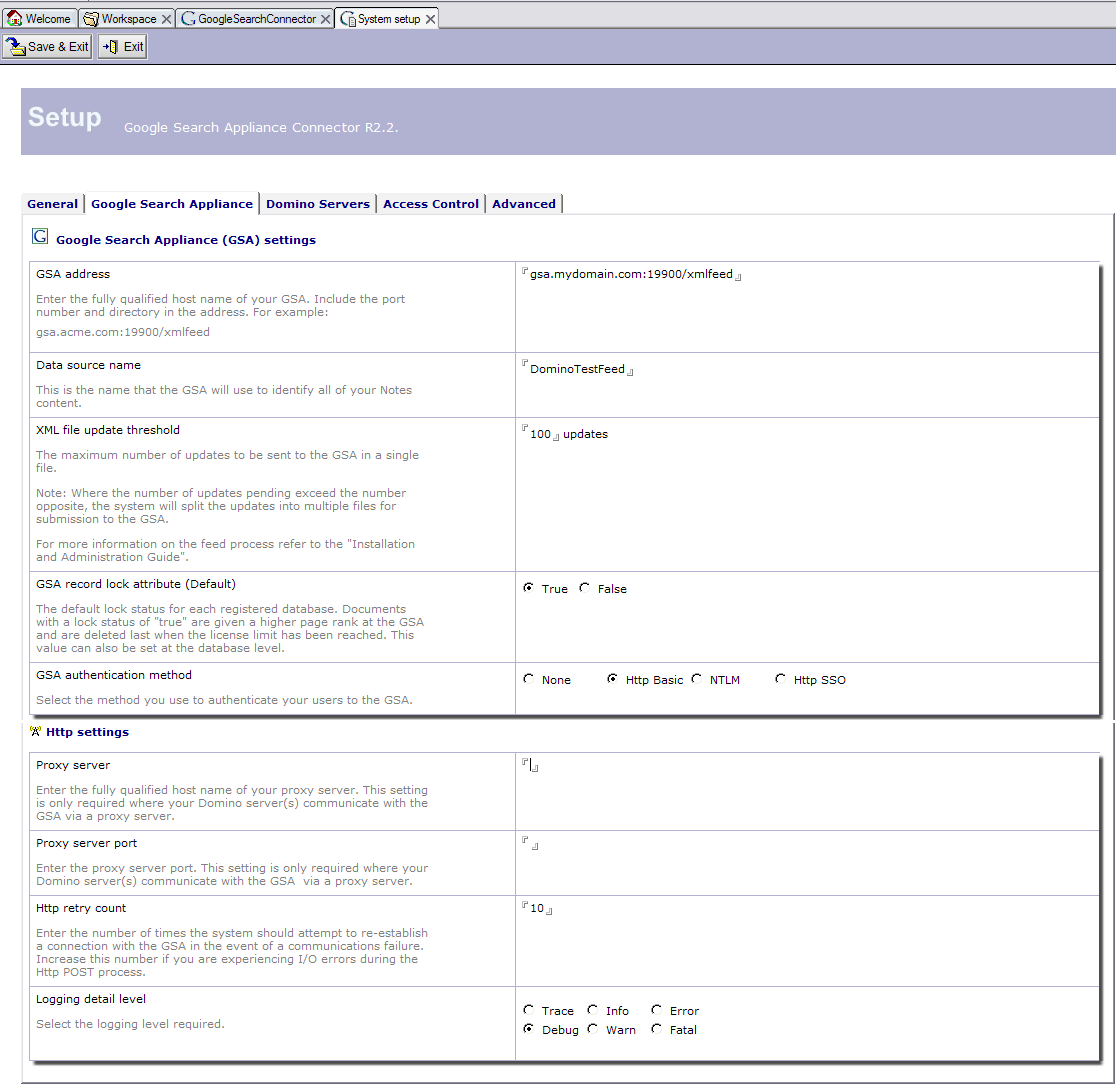 Welcome Workspace GoogleSearchConnector System setup
Save & Exit Exit
Setup Google Search Appliance Connector R2.2.
General Google Search Appliance Domino Servers Access Control Advanced
Google Search Appliance (GSA) settings
GSA address
gsa.mydomain.com:19900/xmlfeed
Enter the fully qualified host name of your GSA. Include the port
number and directory in the address. For example:
gsa.acme.com:19900/xmlfeed
Data source name
DominoTestFeed
This is the name that the GSA will use to identify all of your Notes
content.
XML file update threshold
100 updates
The maximum number of updates to be sent to the GSA in a single
file.
Note: Where the number of updates pending exceed the number
opposite, the system will split the updates into multiple files for
submission to the GSA.
For more information on the feed process refer to the "Installation
and Administration Guide".
GSA record lock attribute (Default)
True False
The default lock status for each registered database. Documents
with a lock status of "true" are given a higher page rank at the GSA
and are deleted last when the license limit has been reached. This
value can also be set at the database level.
GSA authentication method
None Http Basic NTLM Http SSO
Select the method you use to authenticate your users to the GSA.
Http settings
Proxy server
Enter the fully qualified host name of your proxy server. This setting
is only required where your Domino server(s) communicate with the
GSA via a proxy server.
Proxy server port
Enter the proxy server port. This setting is only required where your
Domino server(s) communicate with the GSA via a proxy server.
Http retry count
10
Enter the number of times the system should attempt to re-establish
a connection with the GSA in the event of a communications failure.
Increase this number if you are experiencing I/O errors during the
Http POST process.
Logging detail level
Select the logging level required.
Trace Info Error
Debug Warn Fatal